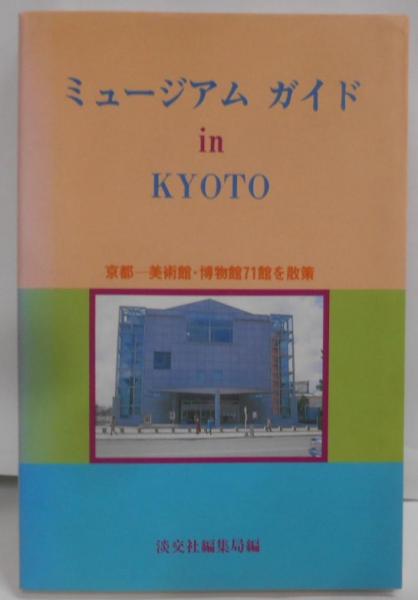 ミュージアム ガイド
in
KYOTO
京都―美術館・博物館71館を散策
淡交社編集局編